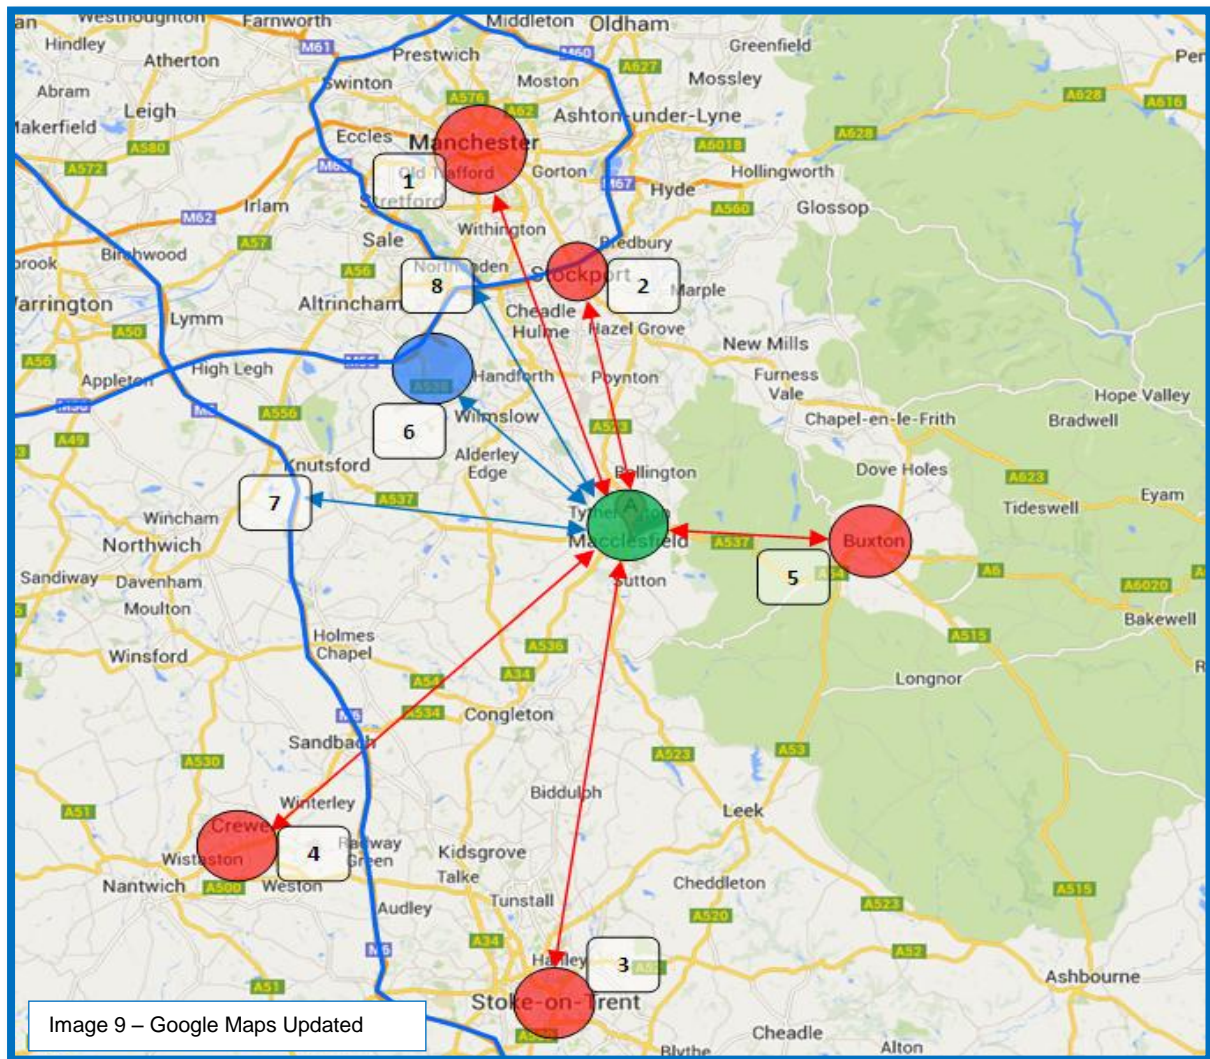 Westhoughton
Farnworth
Middleton
Oldham
Hindley
M61
Greenfield
Atherton
Prestwich
M60
A627
Mossley
Abram
Swinton
Moston
A628
A616
Leigh
A576
A62
Ashton-under-Lyne
A580
Eccles
Manchester
A628
A6018
A572
Old Trafford
Gorton
M67
Hollingworth
1
Hyde
Irlam
Stretford
A560
Glossop
M62
A57
Withington
Sale
Bredbury
Birchwood
A56
Northenden
Stockport
8
2
Marple
Altrincham
Lymm
Cheadle
Hulme
Hazel Grove
A50
New Mills
A56
High Legh
M56
Handforth
Poynton
Furness
Vale
Appleton
A538
Hope Valley
M56
M6
A556
Wilmslow
A523
Chapel-en-le-Frith
Bradwell
A49
6
Alderley
Edge
Knutsford
Bollington
Dove Holes
A623
7
A537
A
Tytherington
Eyam
Tideswell
Wincham
Macclesfield
A537
Buxton
Northwich
Sandiway
Davenham
Sutton
5
A54
A6
A6020
Moulton
Bakewell
Holmes
Chapel
A536
A515
Winsford
A54
A34
Longnor
A534
Congleton
M6
Sandbach
A523
A53
A530
Biddulph
Winterley
Leek
A51
Crewe
4
Radway
Green
Kidsgrove
Wistaston
Talke
Nantwich
A500
Weston
Cheddleton
A515
Audley
Tunstall
A523
A520
A34
M6
A52
Hanley
3
Ashbourne
A51
Stoke-on-Trent
Image 9 – Google Maps Updated
Cheadle
Alton
Blythe